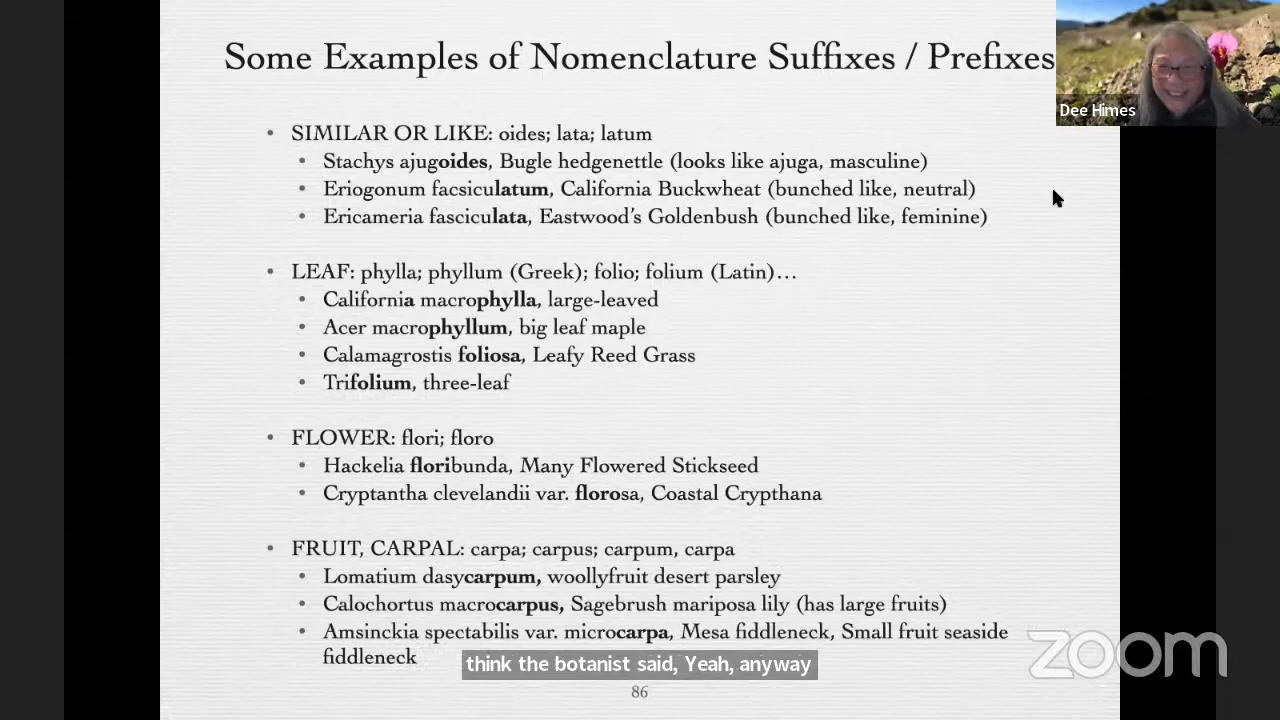 Some Examples of Nomenclature Suffixes / Prefixes
Dee Himes
• SIMILAR OR LIKE: oides; lata; latum
• Stachys ajugoides, Bugle hedgenettle (looks like ajuga, masculine)
• Eriogonum facsiculatum, California Buckwheat (bunched like, neutral)
• Ericameria fasciculata, Eastwood’s Goldenbush (bunched like, feminine)
• LEAF: phylla; phyllum (Greek); folio; folium (Latin)…
• California macrophylla, large-leaved
• Acer macrophyllum, big leaf maple
• Calamagrostis foliosa, Leafy Reed Grass
• Trifolium, three-leaf
• FLOWER: flori; floro
• Hackelia floribunda, Many Flowered Stickseed
• Cryptantha clevelandii var. florosa, Coastal Crypthana
• FRUIT, CARPAL: carpa; carpus; carpum, carpa
• Lomatium dasycarpum, woollyfruit desert parsley
• Calochortus macrocarpus, Sagebrush mariposa lily (has large fruits)
• Amsinckia spectabilis var. microcarpa, Mesa fiddleneck, Small fruit seaside
fiddleneck
think the botanist said, Yeah, anyway
zoom
86